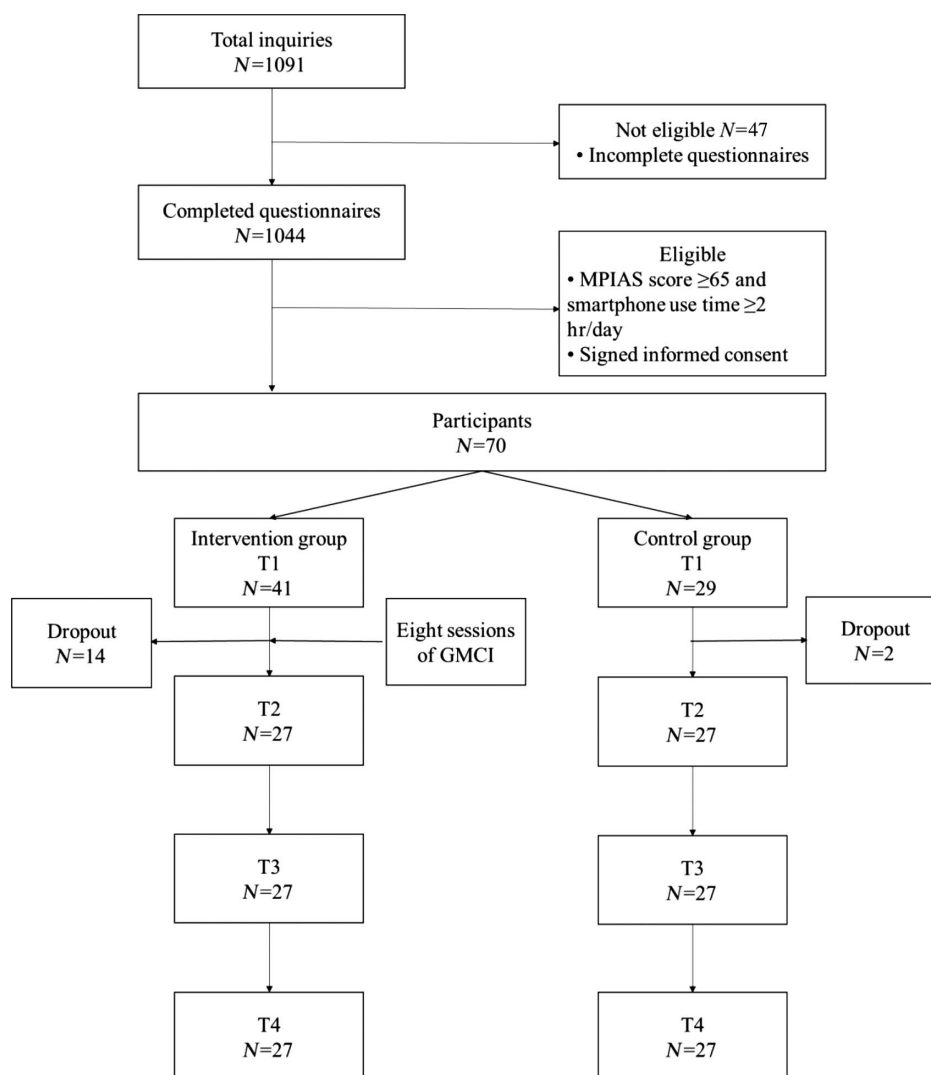 Total inquiries
N=1091
Not eligible N=47
• Incomplete questionnaires
Completed questionnaires
N=1044
Eligible
• MPIAS score ≥65 and
smartphone use time ≥2
hr/day
• Signed informed consent
Participants
N=70
Intervention group
T1
N=41
Control group
T1
N=29
Dropout
N=14
Eight sessions
of GMCI
Dropout
N=2
T2
N=27
T2
N=27
T3
N=27
T3
N=27
T4
N=27
T4
N=27